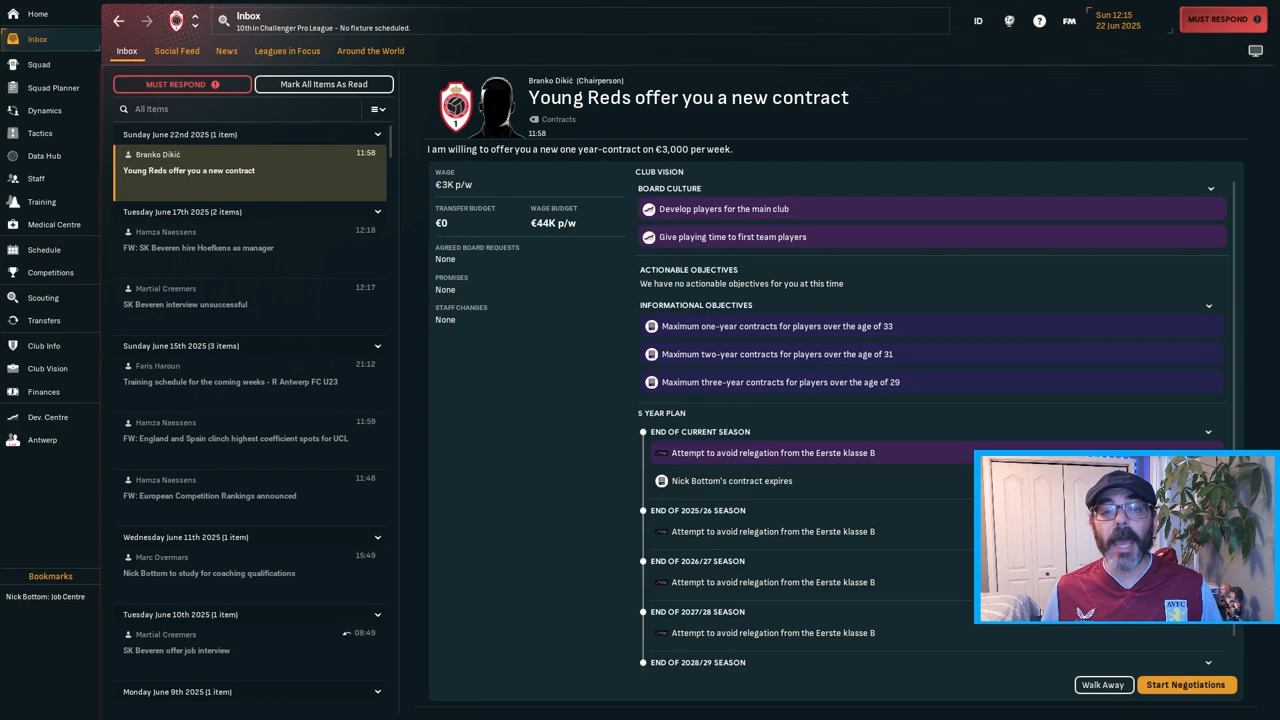 Home
Inbox
Squad
Squad Planner
Dynamics
Tactics
Data Hub
Staff
Training
Medical Centre
Schedule
Competitions
Scouting
Transfers
Club Info
Club Vision
Finances
Dev. Centre
Antwerp
Bookmarks
Nick Bottom: Job Centre
Inbox
10th in Challenger Pro League - No fixture scheduled.
ID
?
FM
Sun 12:15
22 Jun 2025
MUST RESPOND
Inbox
Social Feed
News
Leagues in Focus
Around the World
MUST RESPOND
Mark All Items As Read
All Items
Sunday June 22nd 2025 (1 item)
Branko Dikić 11:58
Young Reds offer you a new contract
Tuesday June 17th 2025 (2 items)
Hamza Naessens 12:18
FW: SK Beveren hire Hoefkens as manager
Martial Creemers 12:17
SK Beveren interview unsuccessful
Sunday June 15th 2025 (3 items)
Faris Haroun 21:12
Training schedule for the coming weeks - R Antwerp FC U23
Hamza Naessens 11:59
FW: England and Spain clinch highest coefficient spots for UCL
Hamza Naessens 11:48
FW: European Competition Rankings announced
Wednesday June 11th 2025 (1 item)
Marc Overmars 15:49
Nick Bottom to study for coaching qualifications
Tuesday June 10th 2025 (1 item)
Martial Creemers 08:49
SK Beveren offer job interview
Monday June 9th 2025 (1 item)
Branko Dikić (Chairperson)
Young Reds offer you a new contract
Contracts
11:58
I am willing to offer you a new one year-contract on €3,000 per week.
WAGE
€3K p/w
TRANSFER BUDGET WAGE BUDGET
€0 €44K p/w
AGREED BOARD REQUESTS
None
PROMISES
None
STAFF CHANGES
None
CLUB VISION
BOARD CULTURE
Develop players for the main club
Give playing time to first team players
ACTIONABLE OBJECTIVES
We have no actionable objectives for you at this time
INFORMATIONAL OBJECTIVES
Maximum one-year contracts for players over the age of 33
Maximum two-year contracts for players over the age of 31
Maximum three-year contracts for players over the age of 29
5 YEAR PLAN
END OF CURRENT SEASON
Attempt to avoid relegation from the Eerste klasse B
Nick Bottom's contract expires
END OF 2025/26 SEASON
Attempt to avoid relegation from the Eerste klasse B
END OF 2026/27 SEASON
Attempt to avoid relegation from the Eerste klasse B
END OF 2027/28 SEASON
Attempt to avoid relegation from the Eerste klasse B
END OF 2028/29 SEASON
Walk Away
Start Negotiations
AVFC